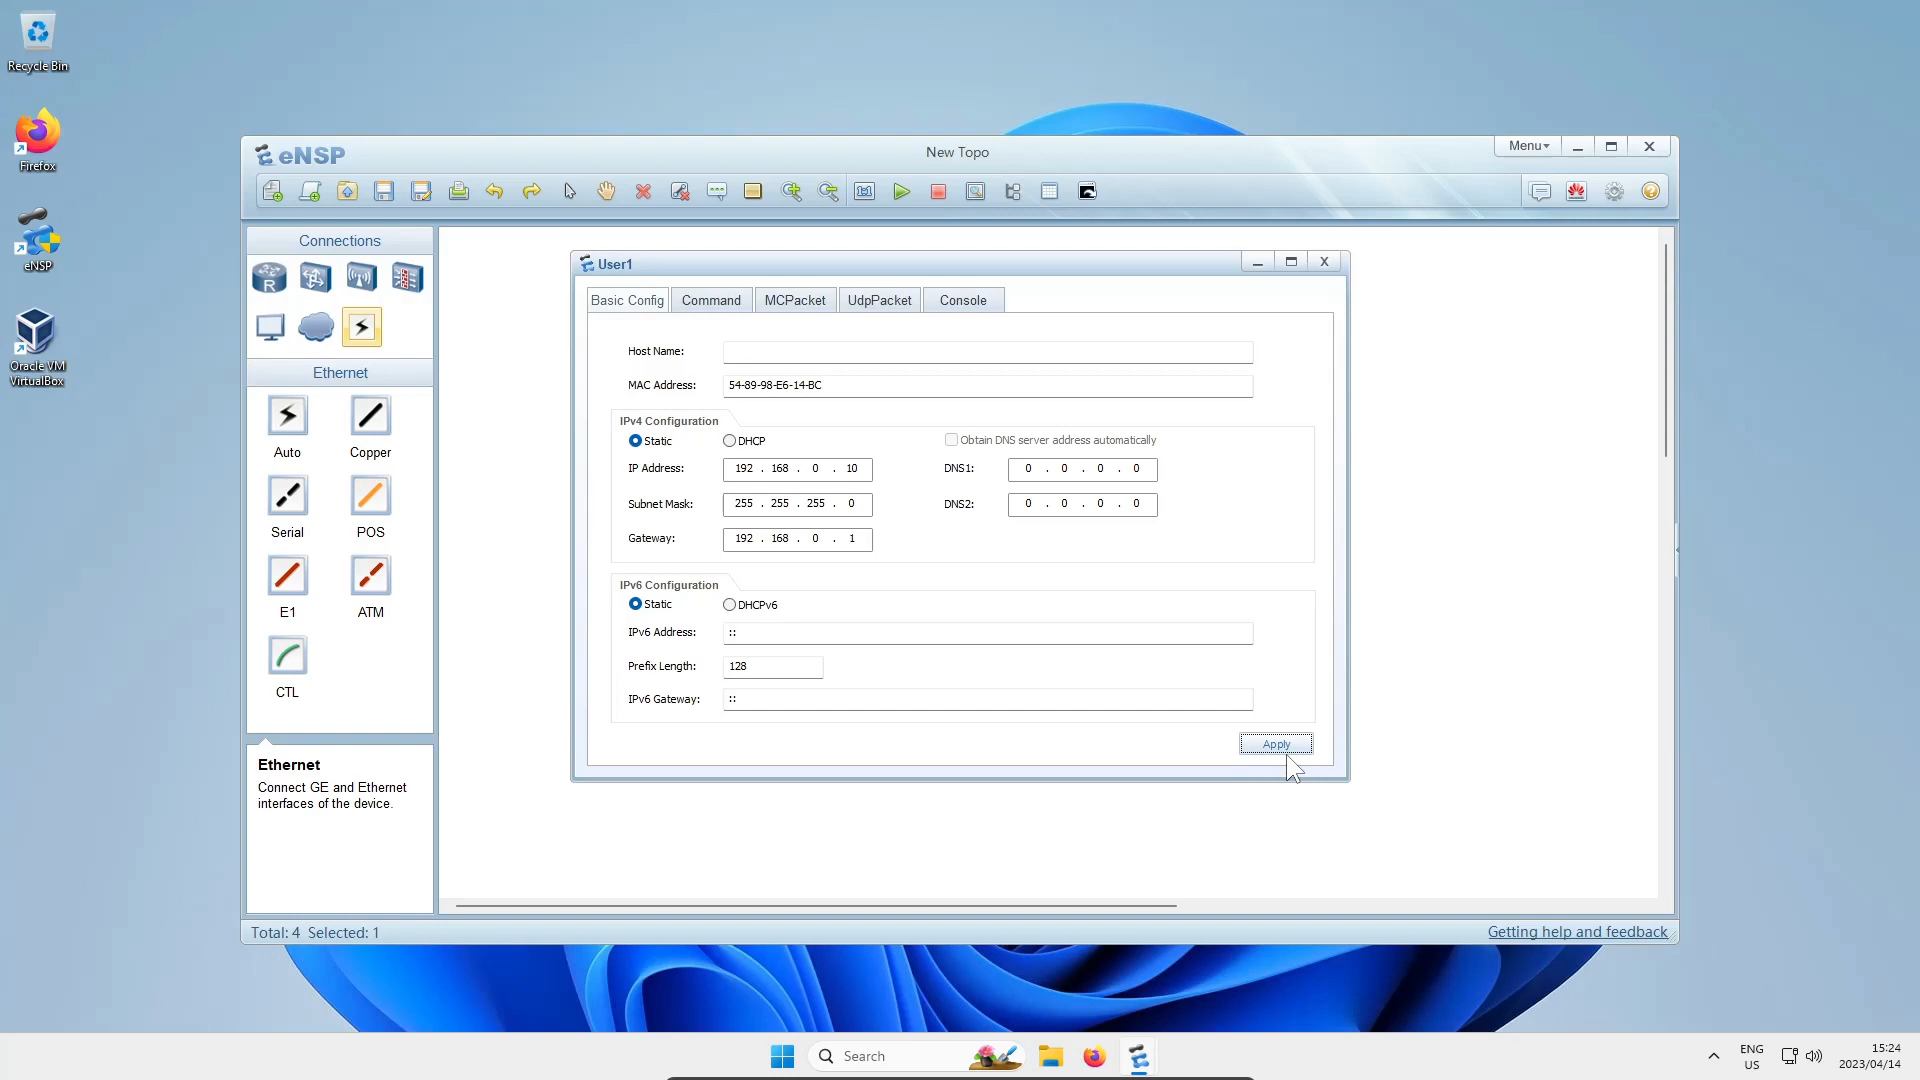 Recycle Bin
Firefox
eNSP
Oracle VM
VirtualBox
eNSP
New Topo
Menu
Connections
Ethernet
Auto
Copper
Serial
POS
E1
ATM
CTL
Ethernet
Connect GE and Ethernet
interfaces of the device.
User1
Basic Config
Command
MCPacket
UdpPacket
Console
Host Name:
MAC Address:
54-89-98-E6-14-BC
IPv4 Configuration
Static
DHCP
Obtain DNS server address automatically
IP Address:
192 . 168 . 0 . 10
DNS1:
0 . 0 . 0 . 0
Subnet Mask:
255 . 255 . 255 . 0
DNS2:
0 . 0 . 0 . 0
Gateway:
192 . 168 . 0 . 1
IPv6 Configuration
Static
DHCPv6
IPv6 Address:
::
Prefix Length:
128
IPv6 Gateway:
::
Apply
Total: 4 Selected: 1
Getting help and feedback
Search
ENG
US
15:24
2023/04/14